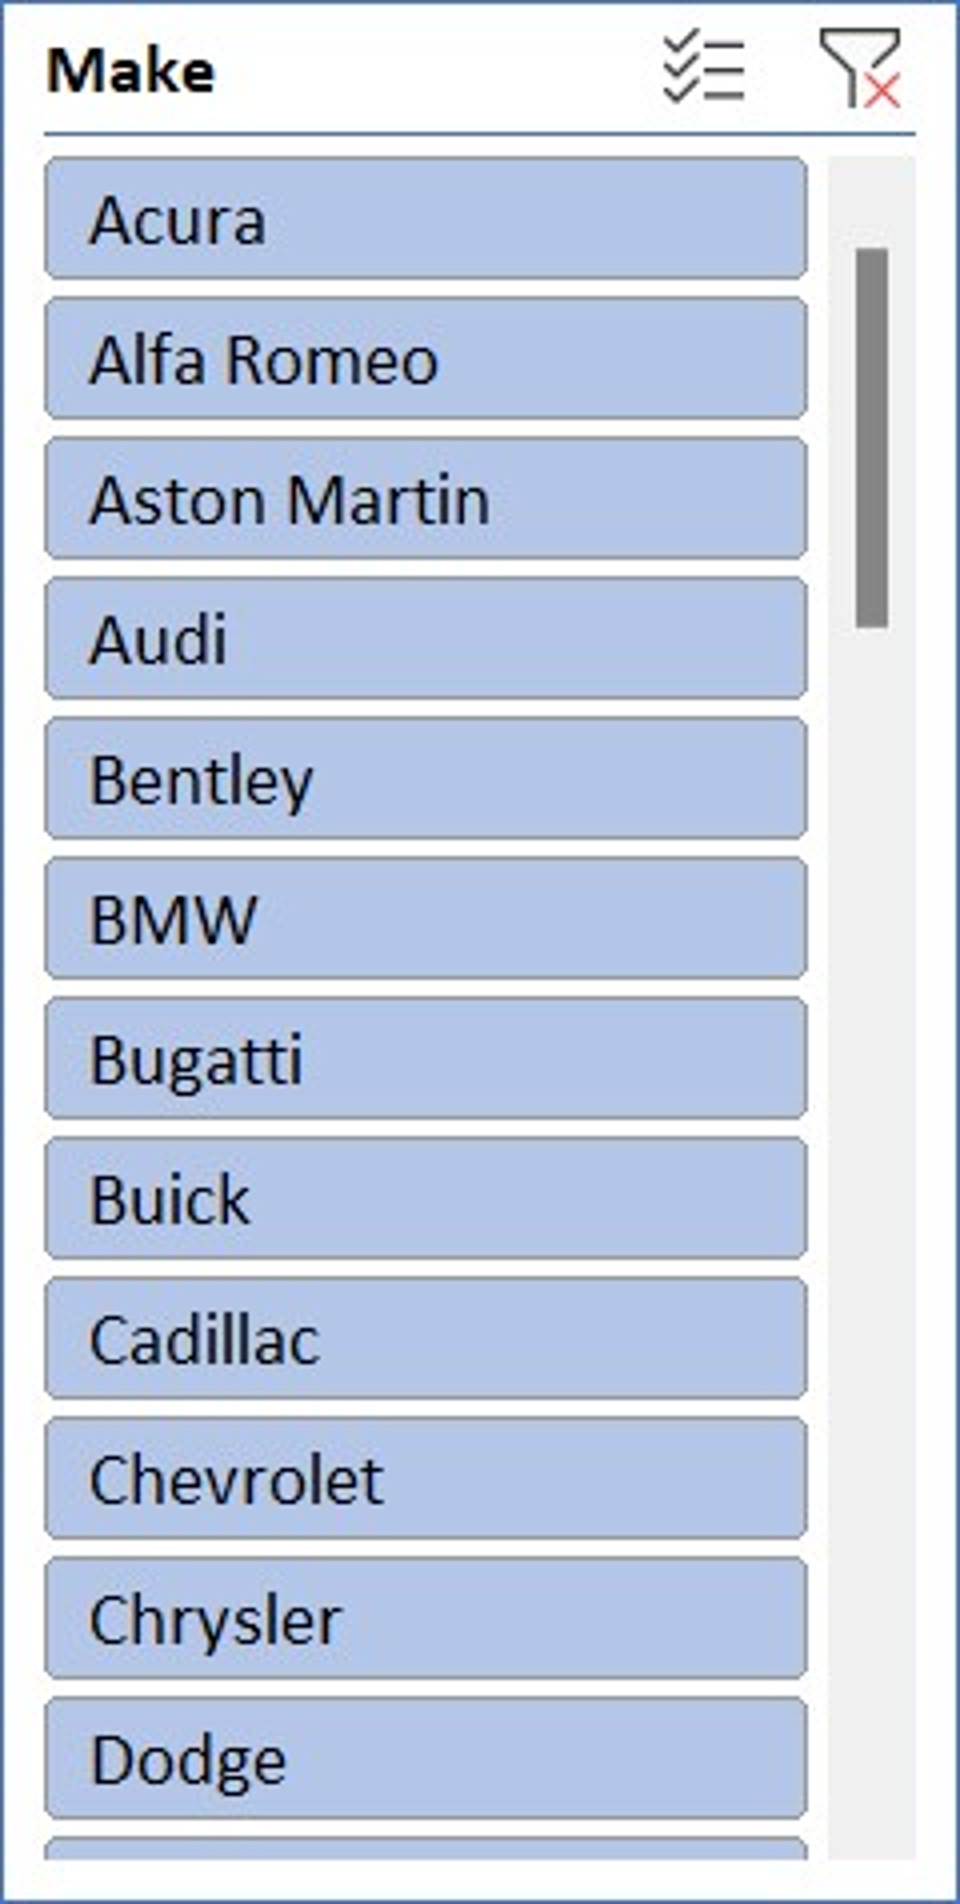 Make
Acura
Alfa Romeo
Aston Martin
Audi
Bentley
BMW
Bugatti
Buick
Cadillac
Chevrolet
Chrysler
Dodge